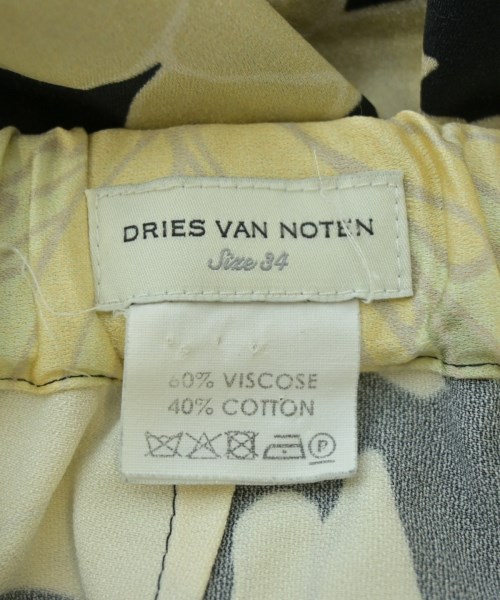 DRIES VAN NOTEN
Size 34
60% VISCOSE
40% COTTON
P